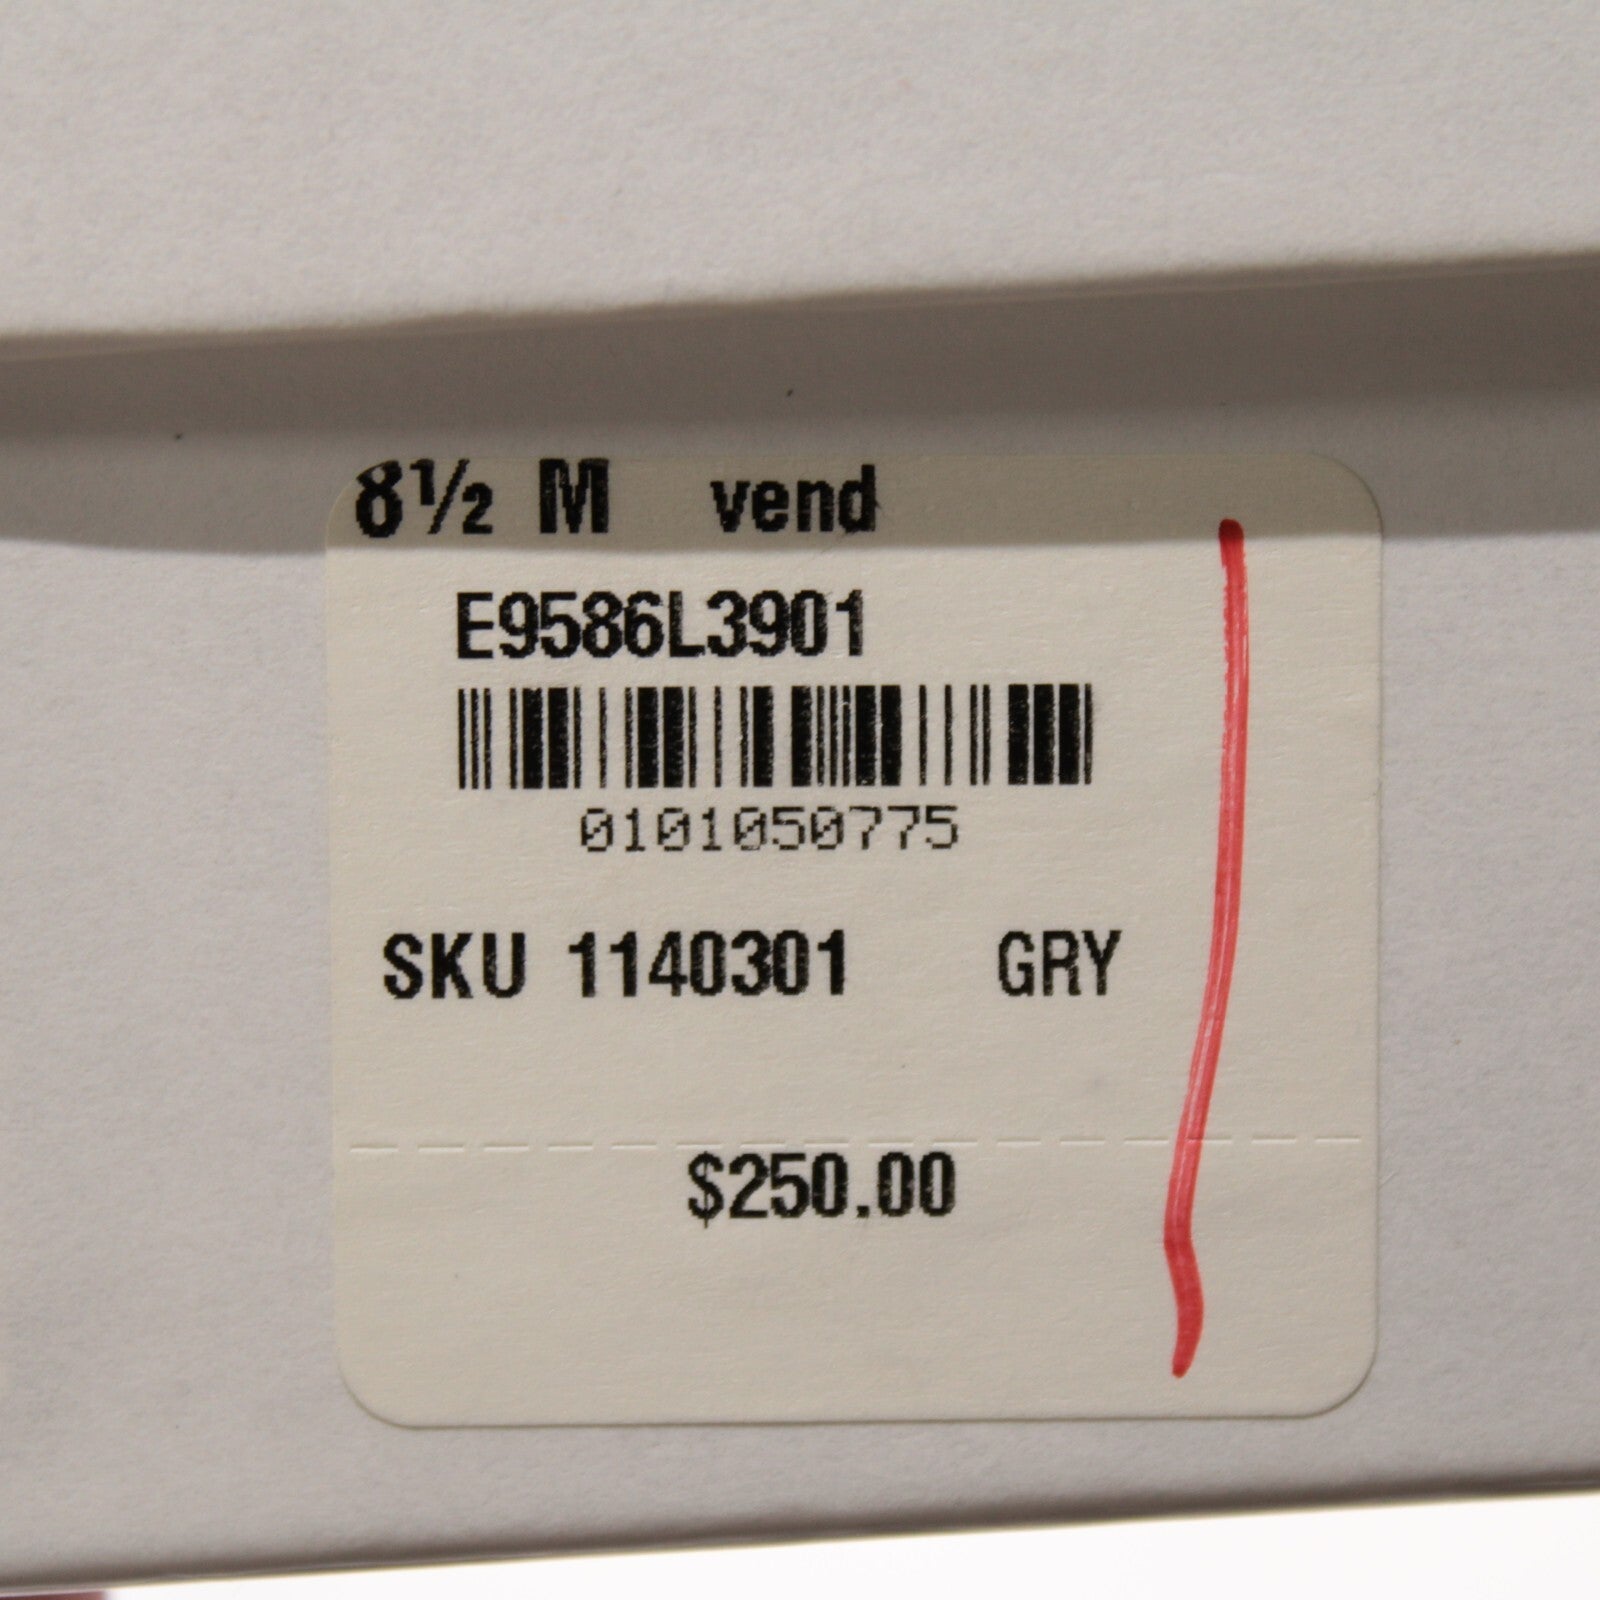 8½ M vend
E9586L3901
0101050775
SKU 1140301 GRY
$250.00